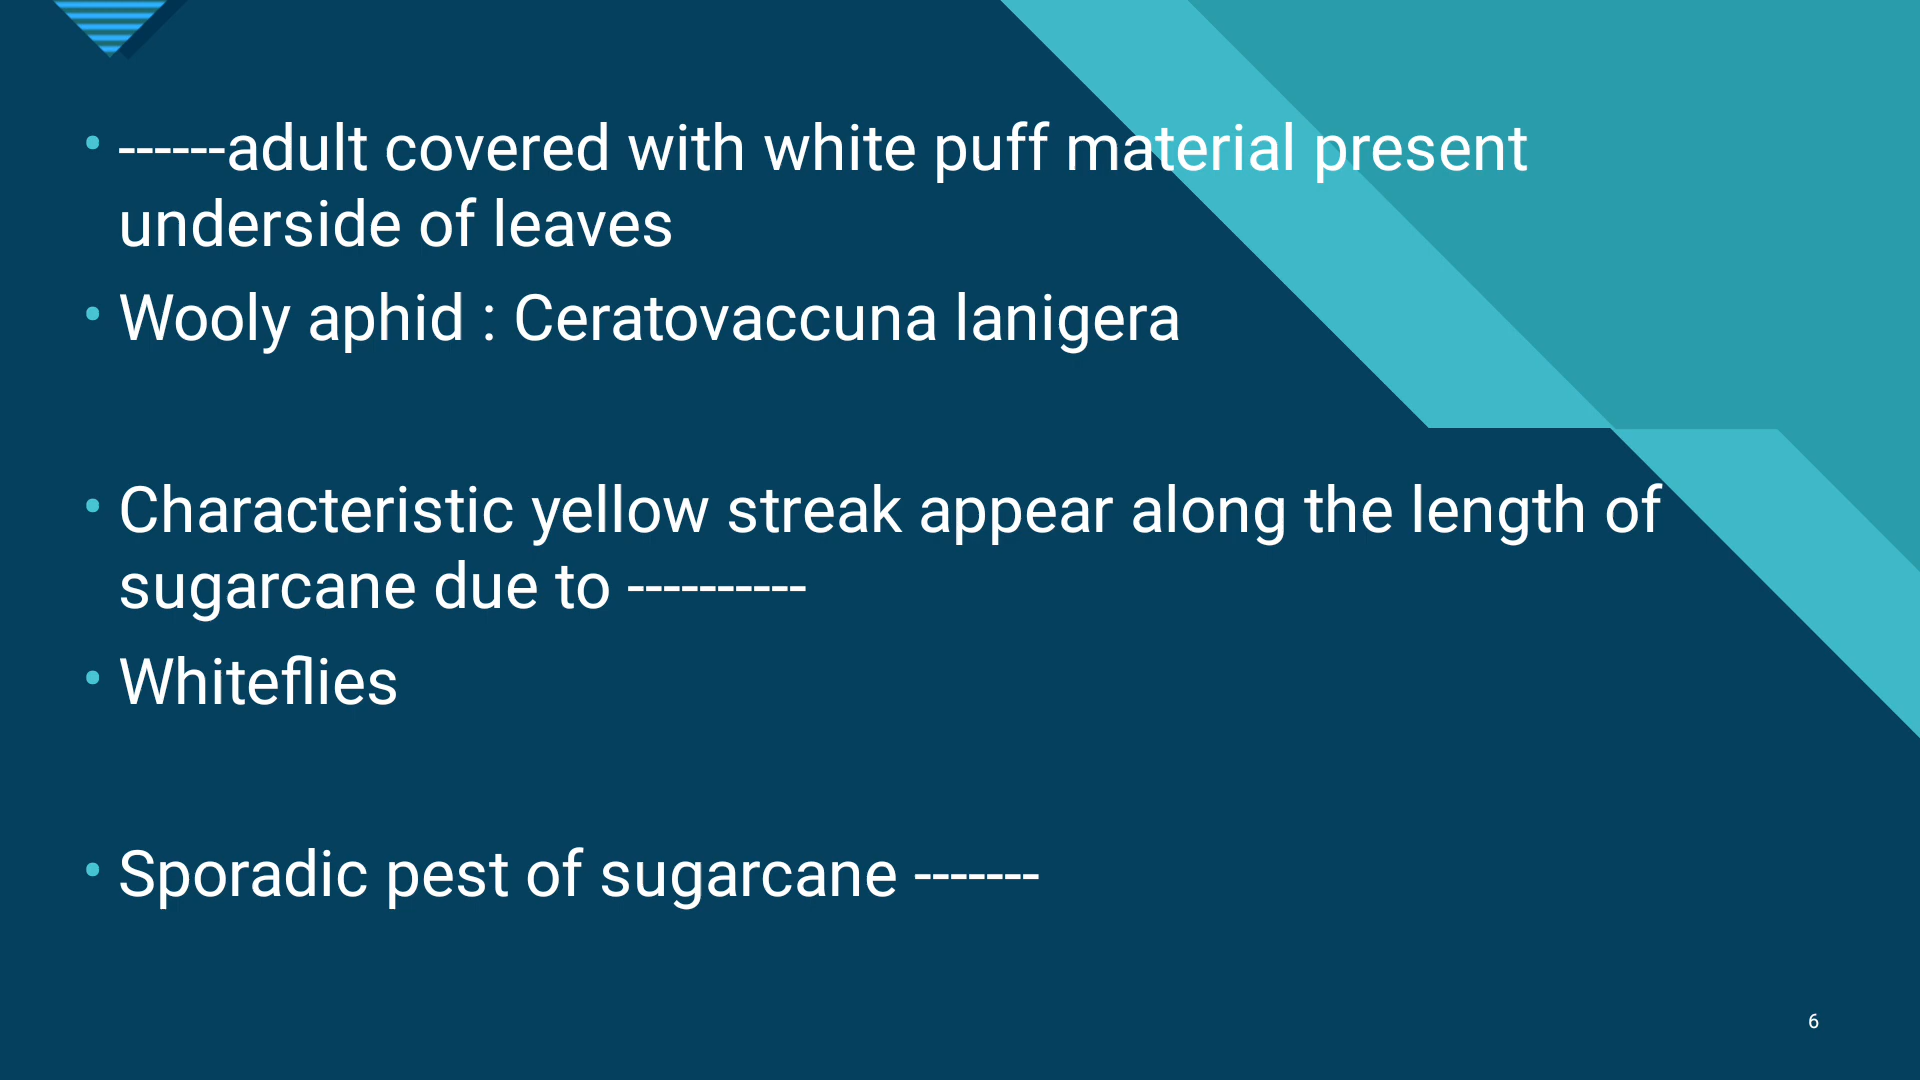 • ------adult covered with white puff material present
underside of leaves
• Wooly aphid : Ceratovaccuna lanigera
• Characteristic yellow streak appear along the length of
sugarcane due to ----------
• Whiteflies
• Sporadic pest of sugarcane -------
6